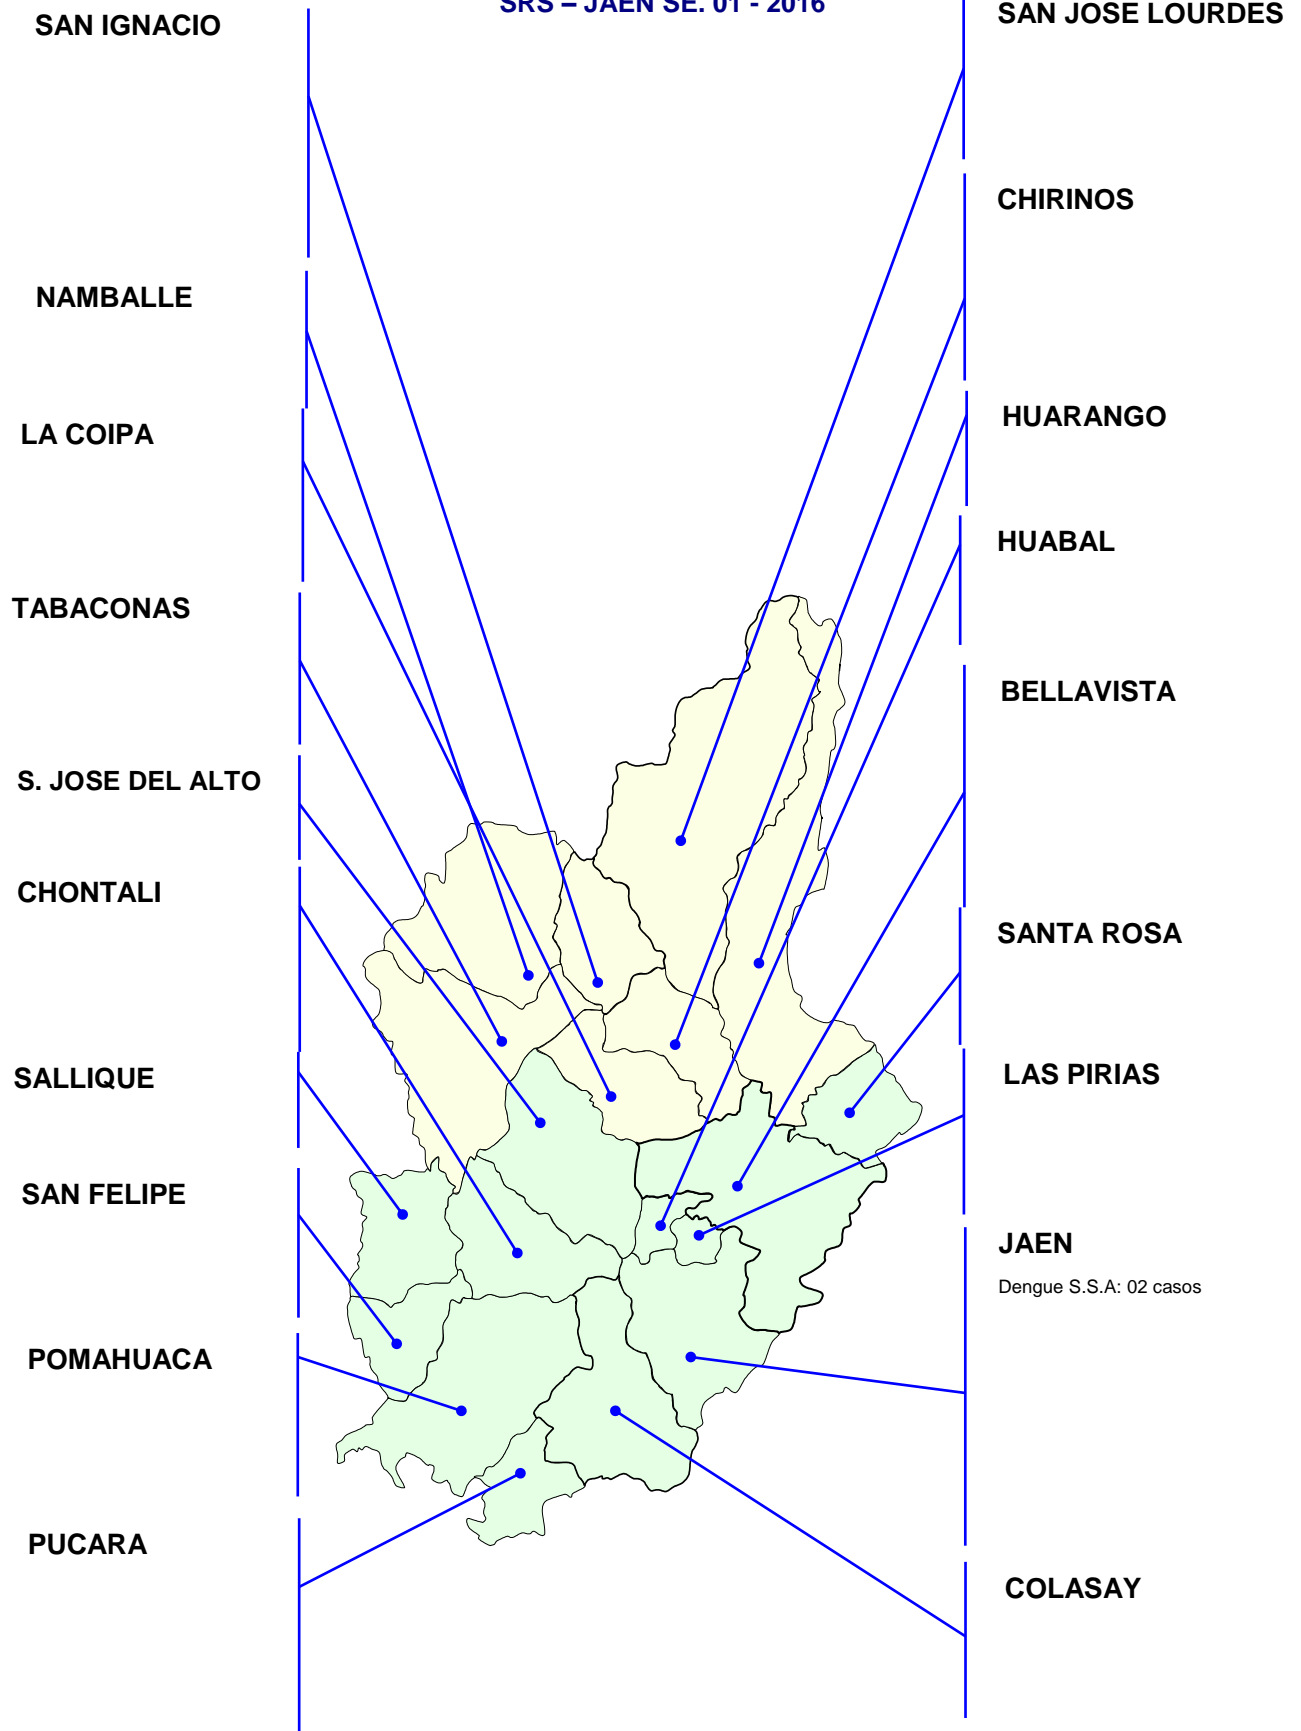 SRS – JAEN SE. 01 - 2016
SAN IGNACIO
NAMBALLE
LA COIPA
TABACONAS
S. JOSE DEL ALTO
CHONTALI
SALLIQUE
SAN FELIPE
POMAHUACA
PUCARA
SAN JOSE LOURDES
CHIRINOS
HUARANGO
HUABAL
BELLAVISTA
SANTA ROSA
LAS PIRIAS
JAEN
Dengue S.S.A: 02 casos
COLASAY